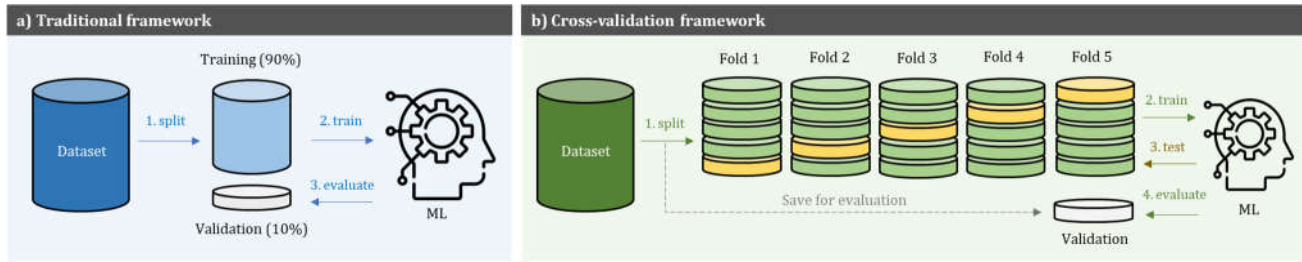 a) Traditional framework
Training (90%)
Dataset
1. split
2. train
3. evaluate
ML
Validation (10%)
b) Cross-validation framework
Fold 1
Fold 2
Fold 3
Fold 4
Fold 5
Dataset
1. split
2. train
3. test
Save for evaluation
4. evaluate
ML
Validation